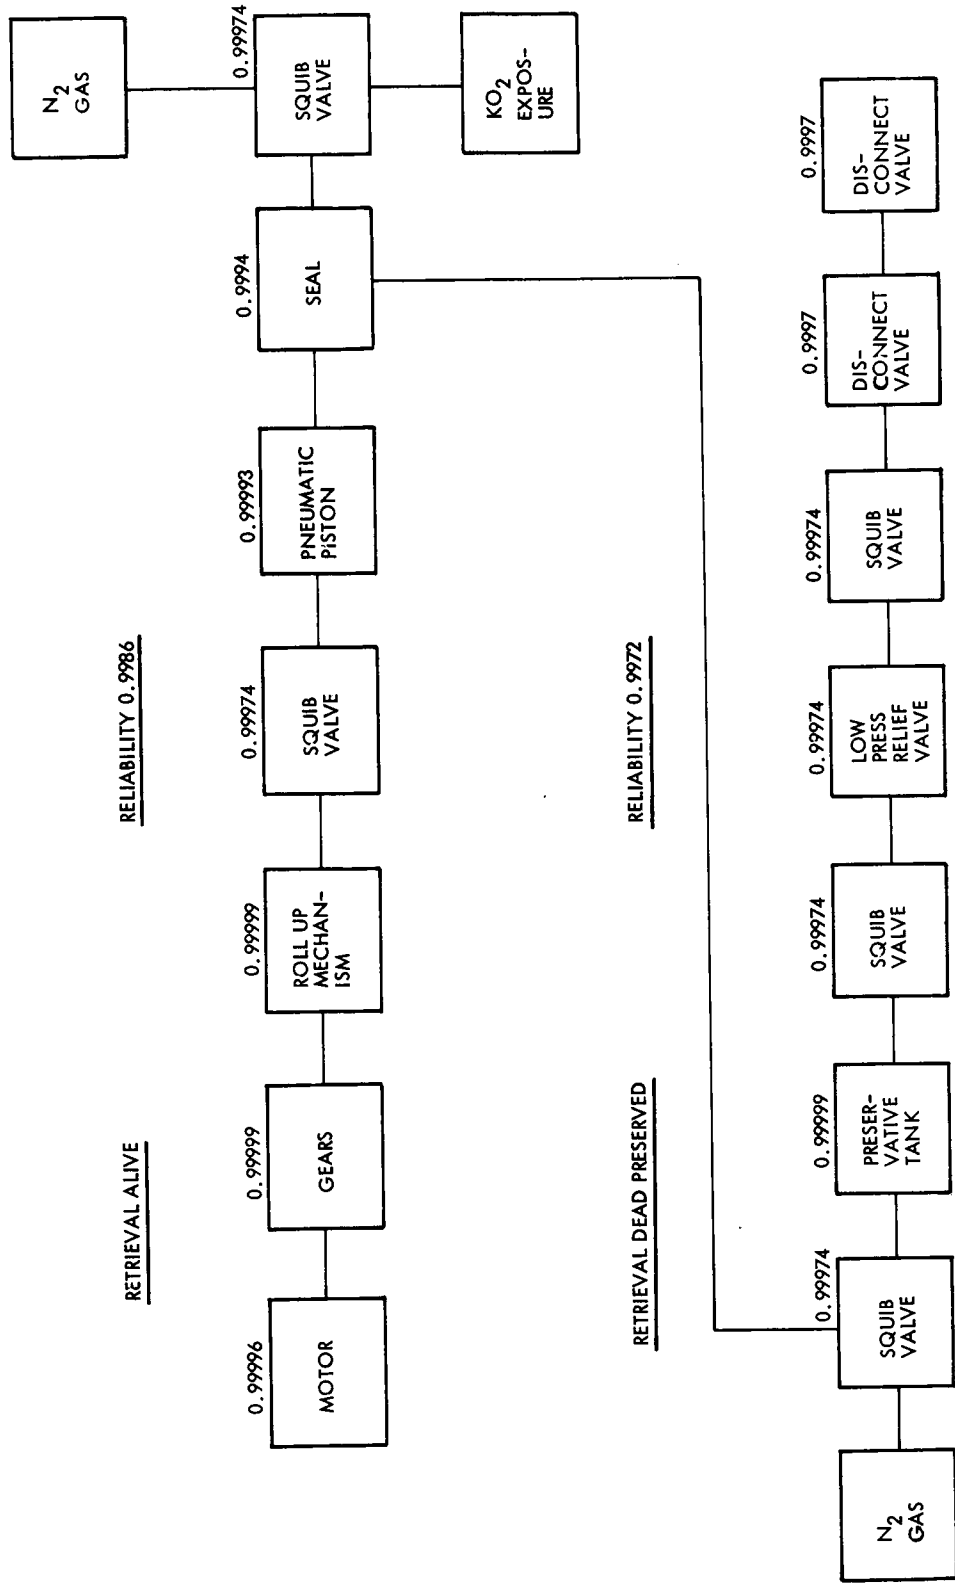 RETRIEVAL ALIVE
RELIABILITY 0.9986
0.99996
MOTOR
0.99999
GEARS
0.99999
ROLL UP
MECHAN-
ISM
0.99974
SQUIB
VALVE
0.99993
PNEUMATIC
PISTON
0.9994
SEAL
0.99974
SQUIB
VALVE
N2
GAS
KO2
EXPOS-
URE
RETRIEVAL DEAD PRESERVED
RELIABILITY 0.9972
N2
GAS
0.99974
SQUIB
VALVE
0.99999
PRESER-
VATIVE
TANK
0.99974
SQUIB
VALVE
0.99974
LOW
PRESS
RELIEF
VALVE
0.99974
SQUIB
VALVE
0.9997
DIS-
CONNECT
VALVE
0.9997
DIS-
CONNECT
VALVE